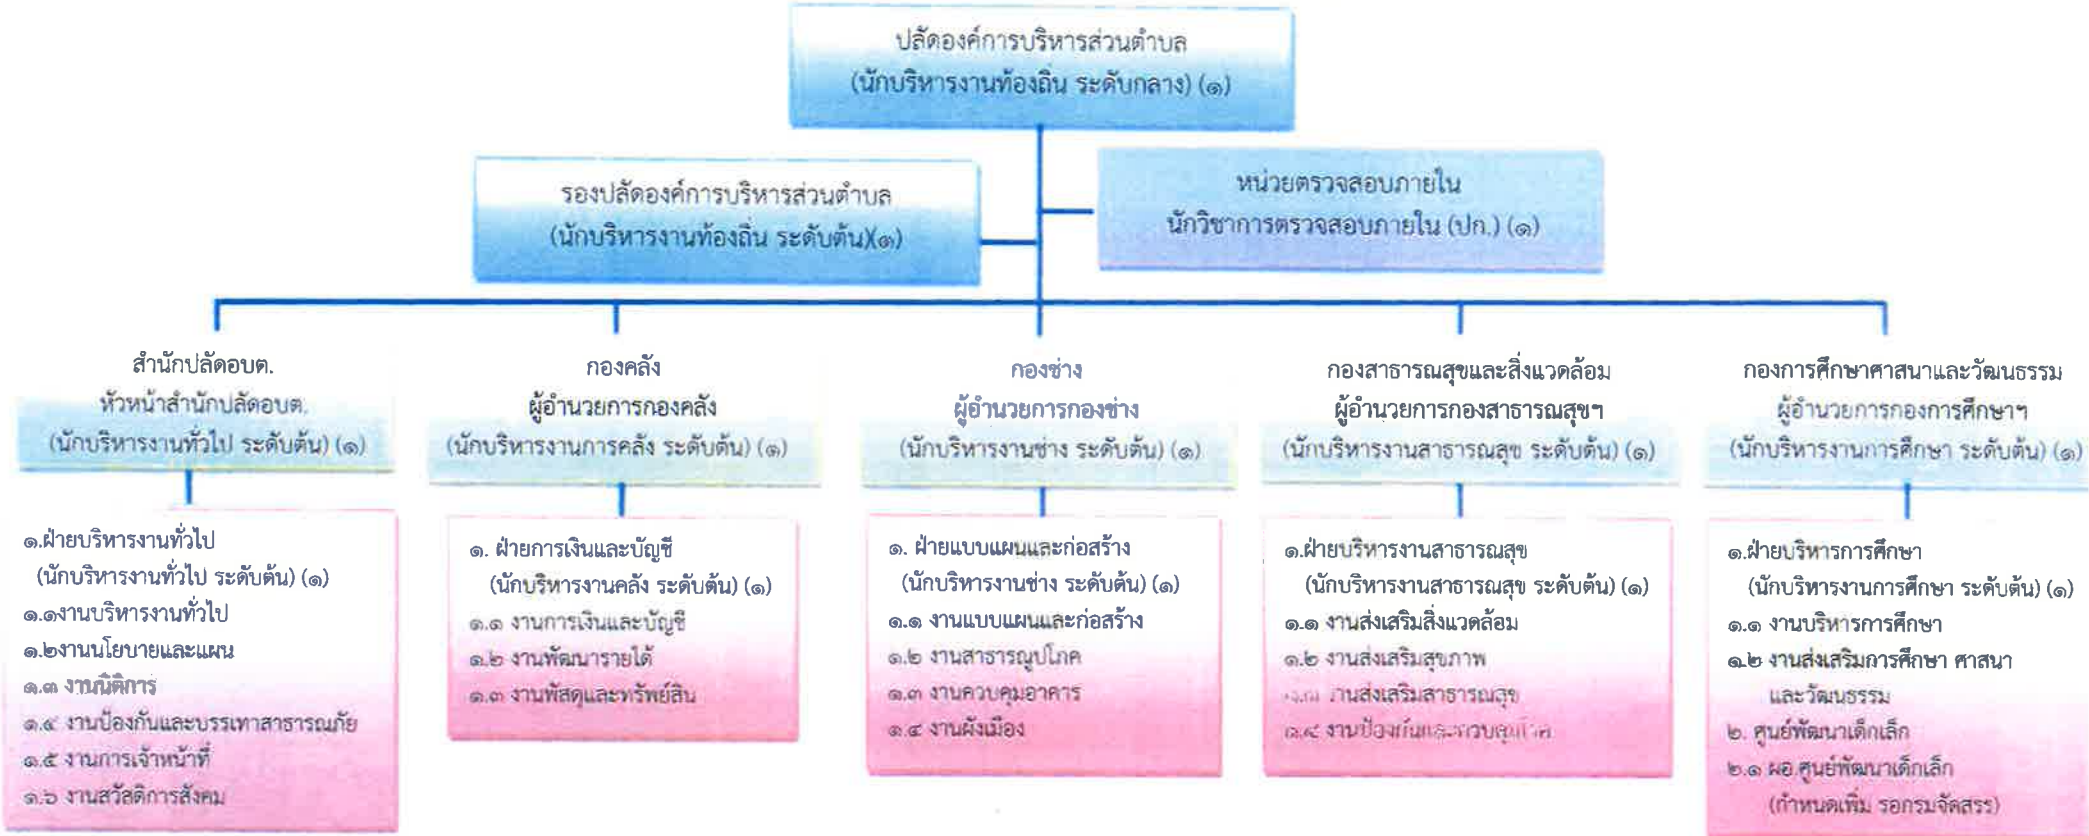 ปลัดองค์การบริหารส่วนตำบล
(นักบริหารงานท้องถิ่น ระดับกลาง) (๑)
รองปลัดองค์การบริหารส่วนตำบล
(นักบริหารงานท้องถิ่น ระดับต้น)(๑)
หน่วยตรวจสอบภายใน
นักวิชาการตรวจสอบภายใน (ปก.) (๑)
สำนักปลัดอบต.
หัวหน้าสำนักปลัดอบต.
(นักบริหารงานทั่วไป ระดับต้น) (๑)
๑.ฝ่ายบริหารงานทั่วไป
(นักบริหารงานทั่วไป ระดับต้น) (๑)
๑.๑งานบริหารงานทั่วไป
๑.๒งานนโยบายและแผน
๑.๓ งานนิติการ
๑.๔ งานป้องกันและบรรเทาสาธารณภัย
๑.๕ งานการเจ้าหน้าที่
๑.๖ งานสวัสดิการสังคม
กองคลัง
ผู้อำนวยการกองคลัง
(นักบริหารงานการคลัง ระดับต้น) (๑)
๑. ฝ่ายการเงินและบัญชี
(นักบริหารงานคลัง ระดับต้น) (๑)
๑.๑ งานการเงินและบัญชี
๑.๒ งานพัฒนารายได้
๑.๓ งานพัสดุและทรัพย์สิน
กองช่าง
ผู้อำนวยการกองช่าง
(นักบริหารงานช่าง ระดับต้น) (๑)
๑. ฝ่ายแบบแผนและก่อสร้าง
(นักบริหารงานช่าง ระดับต้น) (๑)
๑.๑ งานแบบแผนและก่อสร้าง
๑.๒ งานสาธารณูปโภค
๑.๓ งานควบคุมอาคาร
๑.๔ งานผังเมือง
กองสาธารณสุขและสิ่งแวดล้อม
ผู้อำนวยการกองสาธารณสุขฯ
(นักบริหารงานสาธารณสุข ระดับต้น) (๑)
๑.ฝ่ายบริหารงานสาธารณสุข
(นักบริหารงานสาธารณสุข ระดับต้น) (๑)
๑.๑ งานส่งเสริมสิ่งแวดล้อม
๑.๒ งานส่งเสริมสุขภาพ
๑.๓ งานส่งเสริมสาธารณสุข
๑.๔ งานป้องกันและควบคุมโรค
กองการศึกษาศาสนาและวัฒนธรรม
ผู้อำนวยการกองการศึกษาฯ
(นักบริหารงานการศึกษา ระดับต้น) (๑)
๑.ฝ่ายบริหารการศึกษา
(นักบริหารงานการศึกษา ระดับต้น) (๑)
๑.๑ งานบริหารการศึกษา
๑.๒ งานส่งเสริมการศึกษา ศาสนา
และวัฒนธรรม
๒. ศูนย์พัฒนาเด็กเล็ก
๒.๑ ผอ.ศูนย์พัฒนาเด็กเล็ก
(กำหนดเพิ่ม รอกรมจัดสรร)